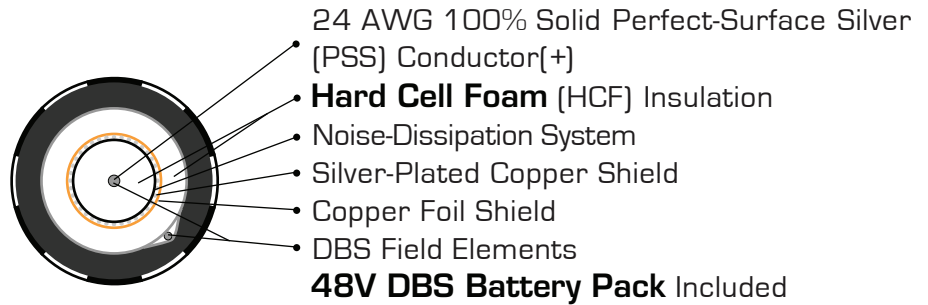 24 AWG 100% Solid Perfect-Surface Silver
(PSS) Conductor(+)
Hard Cell Foam (HCF) Insulation
Noise-Dissipation System
Silver-Plated Copper Shield
Copper Foil Shield
DBS Field Elements
48V DBS Battery Pack Included